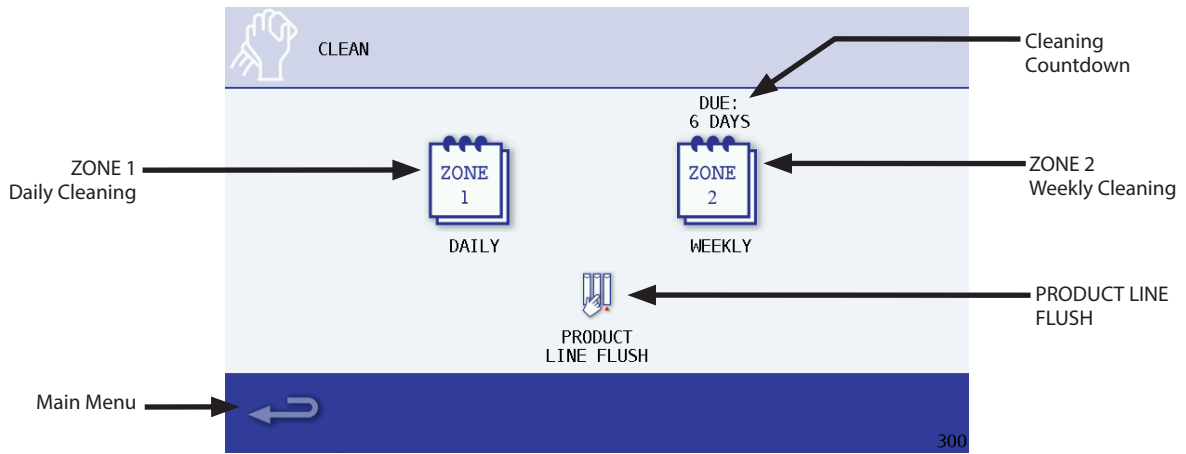 CLEAN
Cleaning
Countdown
DUE:
6 DAYS
ZONE 1
Daily Cleaning
ZONE
1
DAILY
ZONE
2
WEEKLY
ZONE 2
Weekly Cleaning
PRODUCT
LINE FLUSH
PRODUCT LINE
FLUSH
Main Menu
300